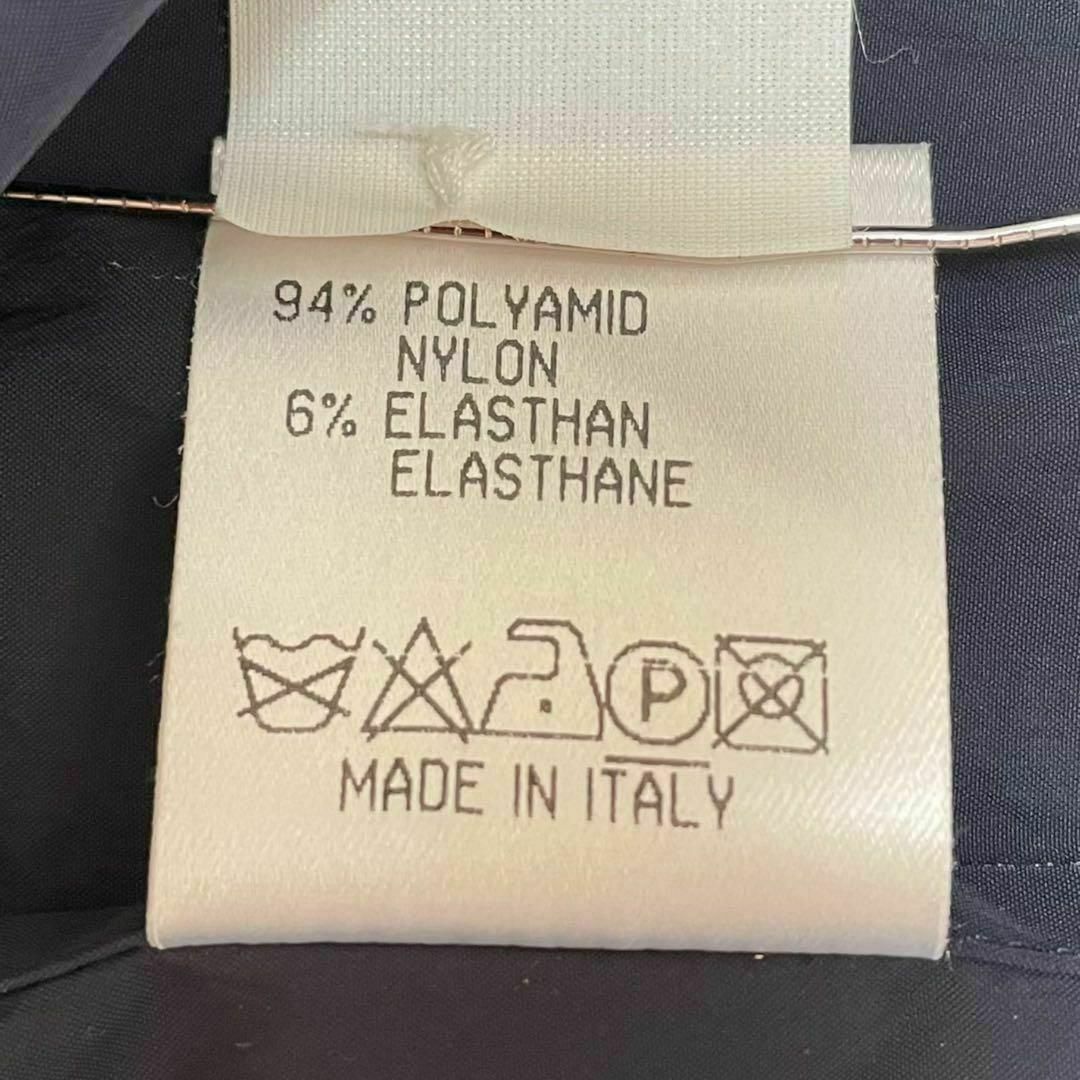 94% POLYAMID
NYLON
6% ELASTHAN
ELASTHANE
P
MADE IN ITALY